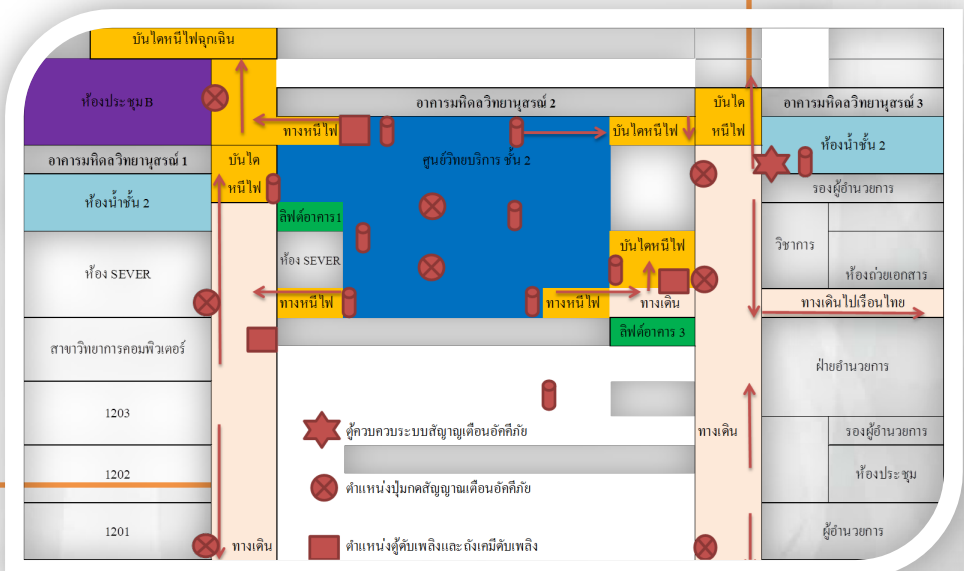 บันไดหนีไฟฉุกเฉิน
ห้องประชุม B
อาคารมหิดลวิทยานุสรณ์ 2
บันได
หนีไฟ
อาคารมหิดลวิทยานุสรณ์ 3
ทางหนีไฟ
บันไดหนีไฟ
ห้องน้ำชั้น 2
อาคารมหิดลวิทยานุสรณ์ 1
บันได
หนีไฟ
ศูนย์วิทยบริการ ชั้น 2
ห้องน้ำชั้น 2
รองผู้อำนวยการ
ลิฟต์อาคาร1
วิชาการ
บันไดหนีไฟ
ห้อง SEVER
ห้อง SEVER
ห้องถ่วยเอกสาร
ทางหนีไฟ
ทางหนีไฟ
ทางเดิน
ทางเดินไปเรือนไทย
ลิฟต์อาคาร 3
สาขาวิทยาการคอมพิวเตอร์
ฝ่ายอำนวยการ
1203
ตู้ควบควบระบบสัญาญเตือนอัคคีภัย
ทางเดิน
รองผู้อำนวยการ
1202
ห้องประชุม
ตำแหน่งปุ่มกดสัญญาณเตือนอัคคีภัย
1201
ทางเดิน
ตำแหน่งตู้ดับเพลิงและถังเคมีดับเพลิง
ผู้อำนวยการ